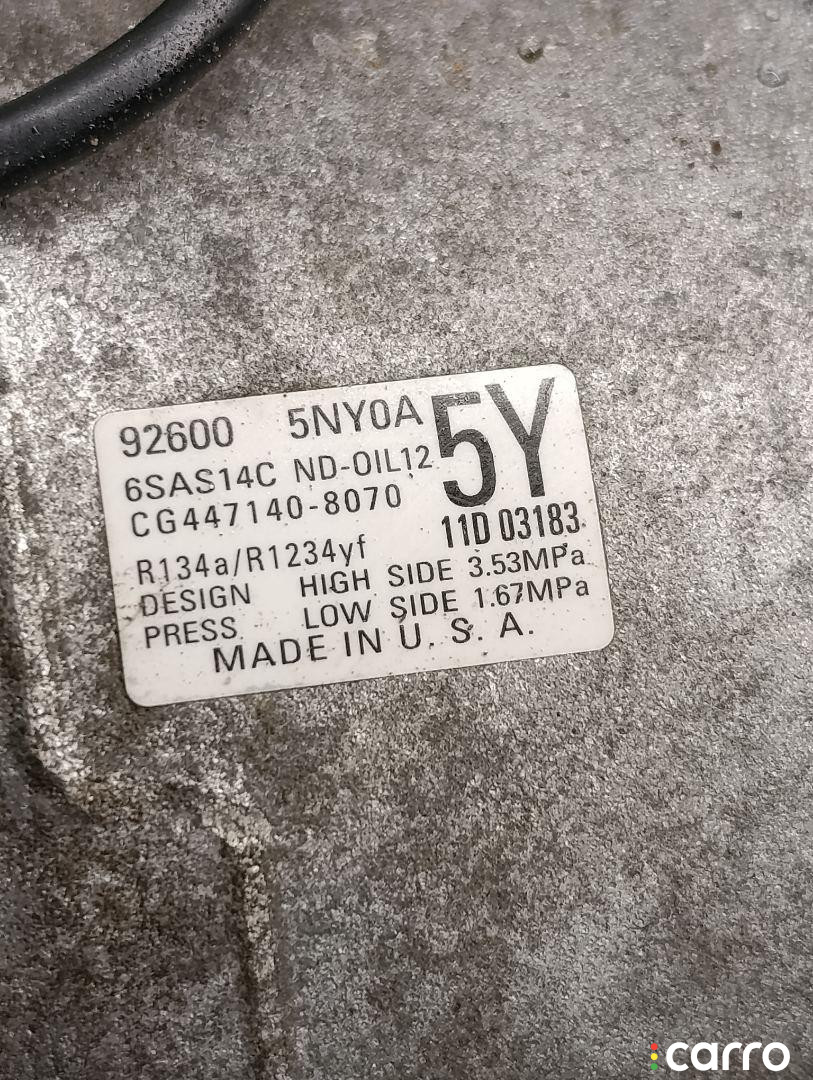 92600 5NY0A 5Y
6SAS14C ND-OIL12
CG447140-8070
11D 03183
R134a/R1234yf
DESIGN HIGH SIDE 3.53MPa
PRESS LOW SIDE 1.67MPa
MADE IN U. S. A.
carro